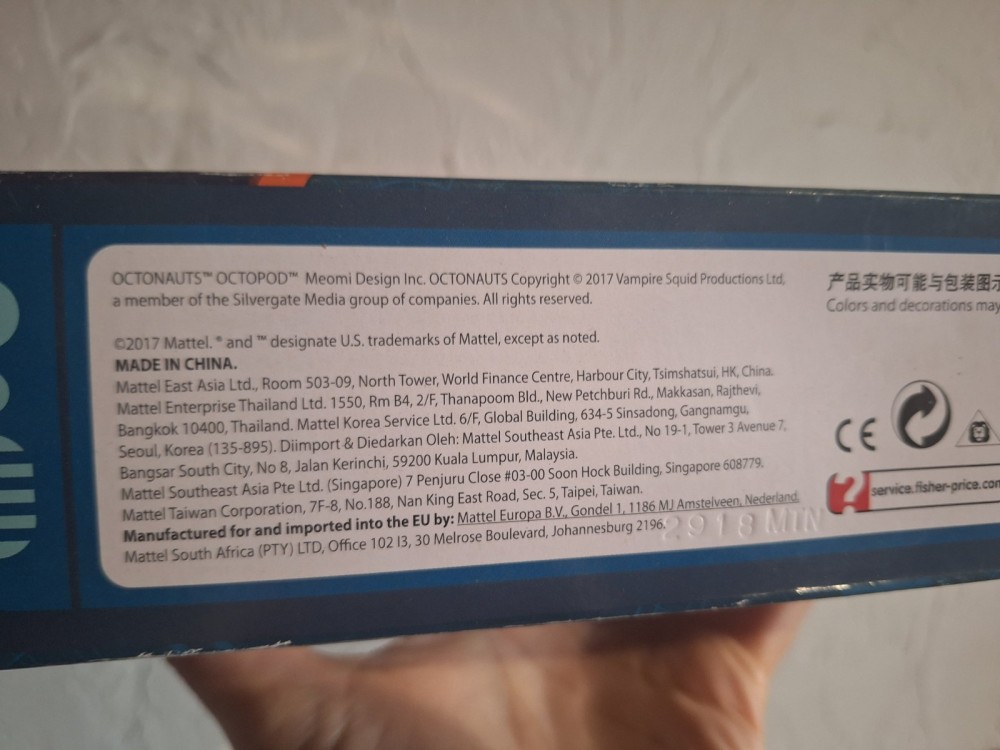 OCTONAUTS™ OCTOPOD™ Meomi Design Inc. OCTONAUTS Copyright © 2017 Vampire Squid Productions Ltd,
a member of the Silvergate Media group of companies. All rights reserved.
©2017 Mattel. ® and ™ designate U.S. trademarks of Mattel, except as noted.
MADE IN CHINA.
Mattel East Asia Ltd., Room 503-09, North Tower, World Finance Centre, Harbour City, Tsimshatsui, HK, China.
Mattel Enterprise Thailand Ltd. 1550, Rm B4, 2/F, Thanapoom Bld., New Petchburi Rd., Makkasan, Rajthevi,
Bangkok 10400, Thailand. Mattel Korea Service Ltd. 6/F, Global Building, 634-5 Sinsadong, Gangnamgu,
Seoul, Korea (135-895). Diimport & Diedarkan Oleh: Mattel Southeast Asia Pte. Ltd., No 19-1, Tower 3 Avenue 7,
Bangsar South City, No 8, Jalan Kerinchi, 59200 Kuala Lumpur, Malaysia.
Mattel Southeast Asia Pte Ltd. (Singapore) 7 Penjuru Close #03-00 Soon Hock Building, Singapore 608779.
Mattel Taiwan Corporation, 7F-8, No.188, Nan King East Road, Sec. 5, Taipei, Taiwan.
Manufactured for and imported into the EU by: Mattel Europa B.V., Gondel 1, 1186 MJ Amstelveen, Nederland.
Mattel South Africa (PTY) LTD, Office 102 I3, 30 Melrose Boulevard, Johannesburg 2196.
2918 MIN
产品实物可能与包装图示
Colors and decorations may
CE
? service.fisher-price.com